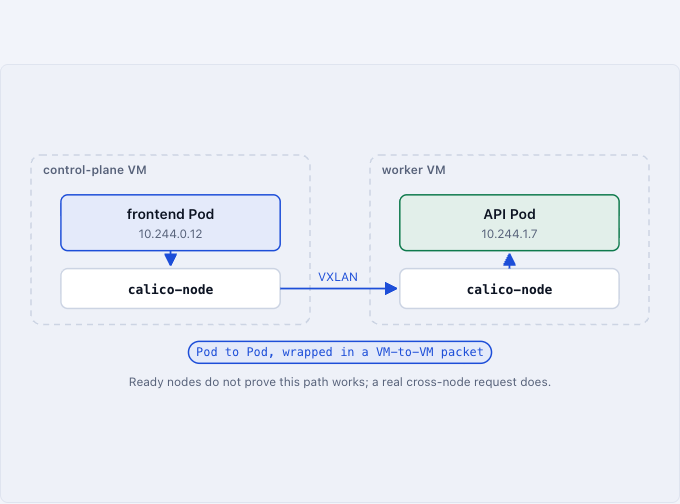 control-plane VM
worker VM
frontend Pod
10.244.0.12
API Pod
10.244.1.7
calico-node
VXLAN
calico-node
Pod to Pod, wrapped in a VM-to-VM packet
Ready nodes do not prove this path works; a real cross-node request does.